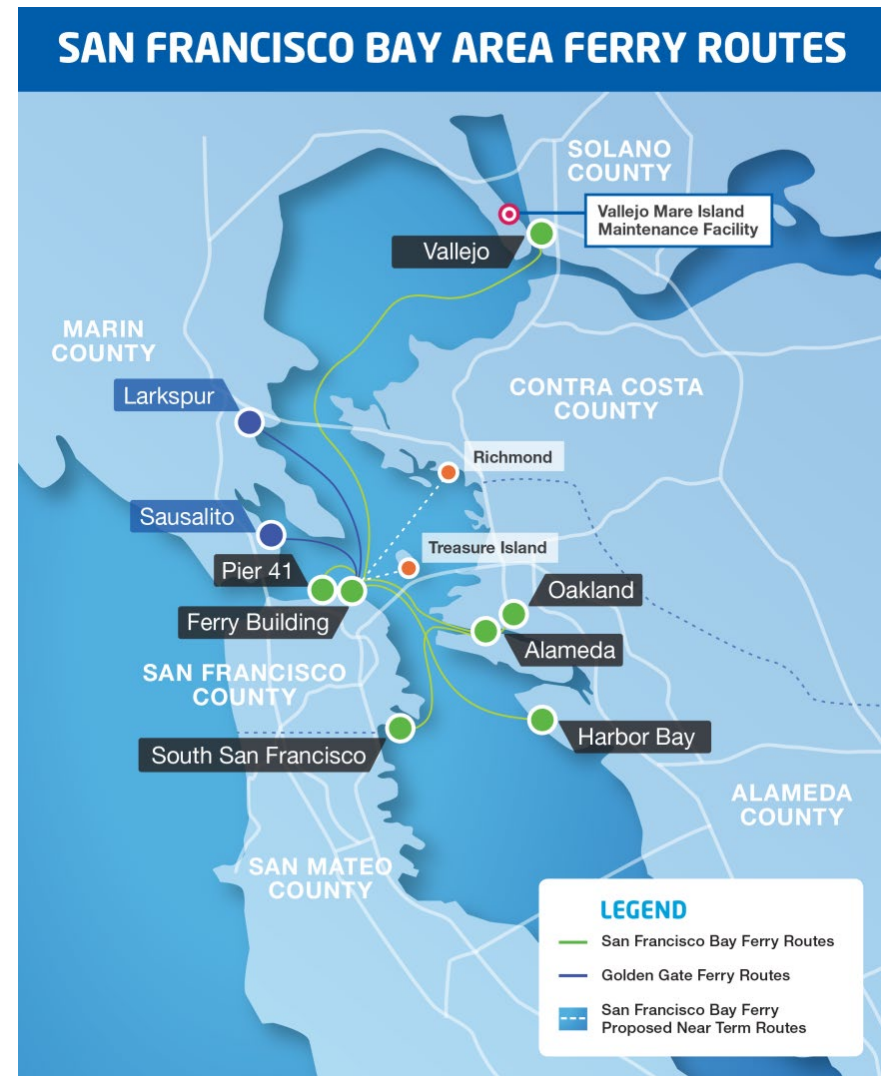 SAN FRANCISCO BAY AREA FERRY ROUTES
SOLANO
COUNTY
Vallejo Mare Island
Maintenance Facility
Vallejo
MARIN
COUNTY
Larkspur
CONTRA COSTA
COUNTY
Richmond
Sausalito
Treasure Island
Pier 41
Oakland
Ferry Building
Alameda
SAN FRANCISCO
COUNTY
South San Francisco
Harbor Bay
ALAMEDA
COUNTY
SAN MATEO
COUNTY
LEGEND
San Francisco Bay Ferry Routes
Golden Gate Ferry Routes
San Francisco Bay Ferry
Proposed Near Term Routes